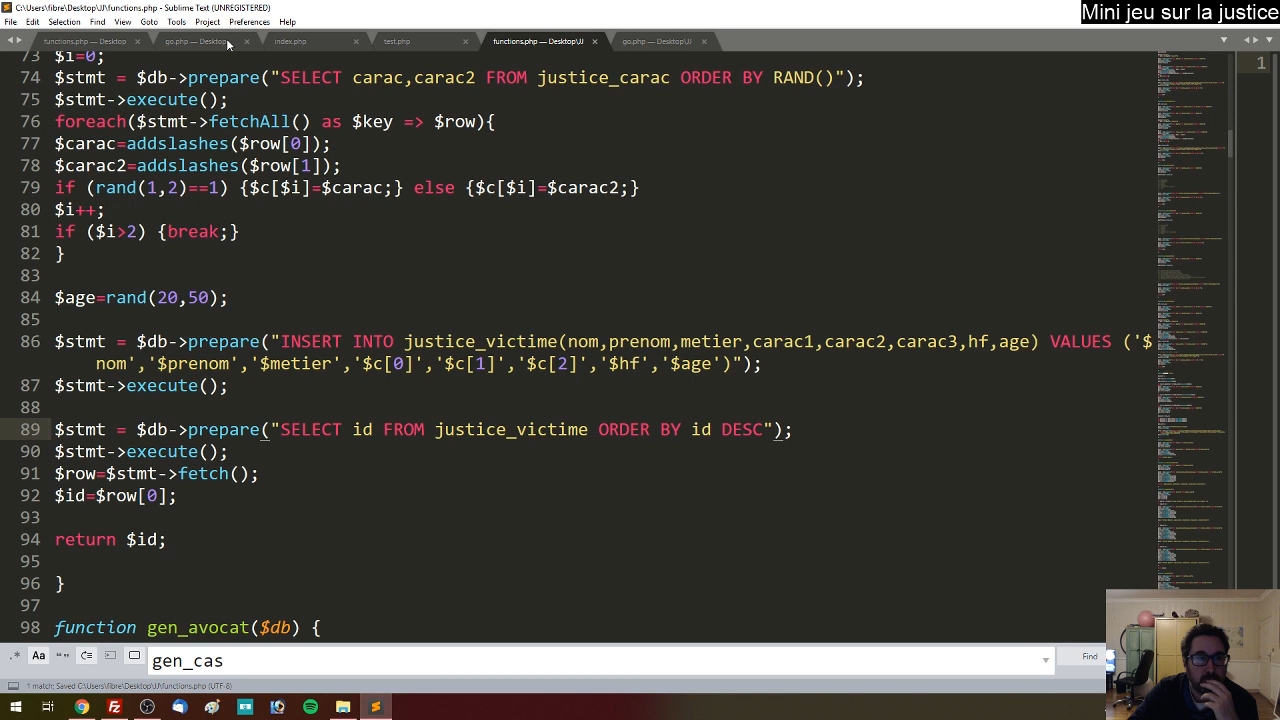 C:\Users\fibre\Desktop\JJ\functions.php - Sublime Text (UNREGISTERED)
Mini jeu sur la justice
File Edit Selection Find View Goto Tools Project Preferences Help
functions.php — Desktop go.php — Desktop index.php test.php functions.php — Desktop\JJ go.php — Desktop\JJ
73 $i=0;
1
74 $stmt = $db->prepare("SELECT carac,carac2 FROM justice_carac ORDER BY RAND()");
75 $stmt->execute();
76 foreach($stmt->fetchAll() as $key => $row){
77 $carac=addslashes($row[0]);
78 $carac2=addslashes($row[1]);
79 if (rand(1,2)==1) {$c[$i]=$carac;} else {$c[$i]=$carac2;}
80 $i++;
81 if ($i>2) {break;}
82 }
83
84 $age=rand(20,50);
85
86 $stmt = $db->prepare("INSERT INTO justice_victime(nom,prenom,metier,carac1,carac2,carac3,hf,age) VALUES ('$
nom','$prenom','$metier','$c[0]','$c[1]','$c[2]','$hf','$age')");
87 $stmt->execute();
88
89 $stmt = $db->prepare("SELECT id FROM justice_victime ORDER BY id DESC");
90 $stmt->execute();
91 $row=$stmt->fetch();
92 $id=$row[0];
93
94 return $id;
95
96 }
97
98 function gen_avocat($db) {
.* Aa “” gen_cas Find
1 match; Saved C:\Users\fibre\Desktop\JJ\functions.php (UTF-8)